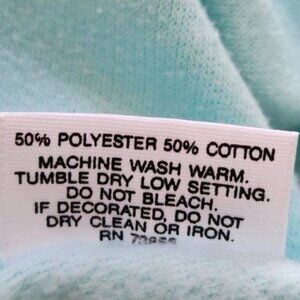 50% POLYESTER 50% COTTON
MACHINE WASH WARM.
TUMBLE DRY LOW SETTING.
DO NOT BLEACH.
IF DECORATED, DO NOT
DRY CLEAN OR IRON.
RN